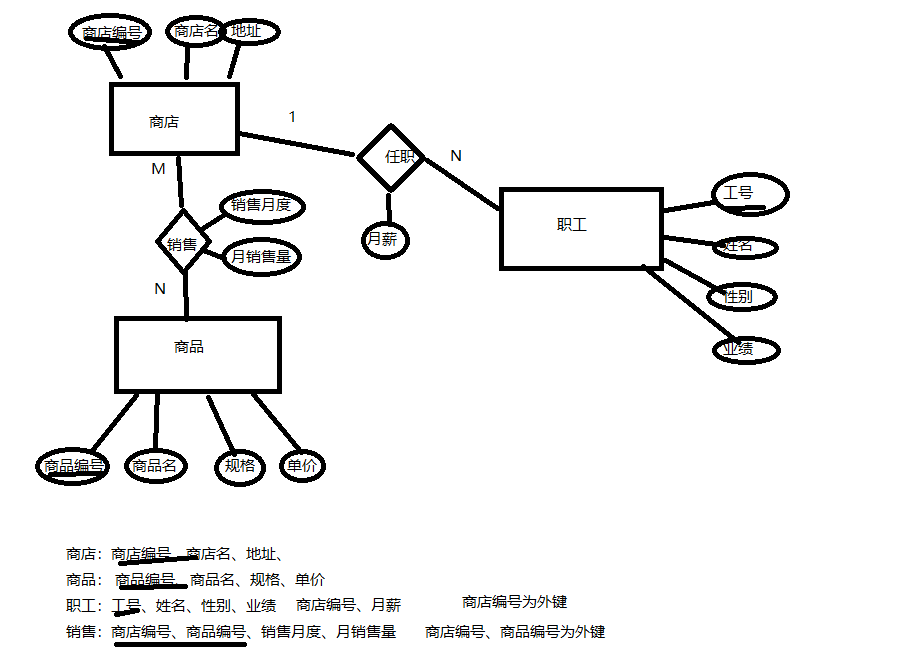 商店编号 商店名 地址
商店
1
任职
N
M
销售月度
工号
职工
月薪
销售
姓名
月销售量
N
性别
商品
业绩
商品编号 商品名 规格 单价
商店：商店编号、商店名、地址、
商品： 商品编号、商品名、规格、单价
职工：工号、姓名、性别、业绩 商店编号、月薪 商店编号为外键
销售：商店编号、商品编号、销售月度、月销售量 商店编号、商品编号为外键